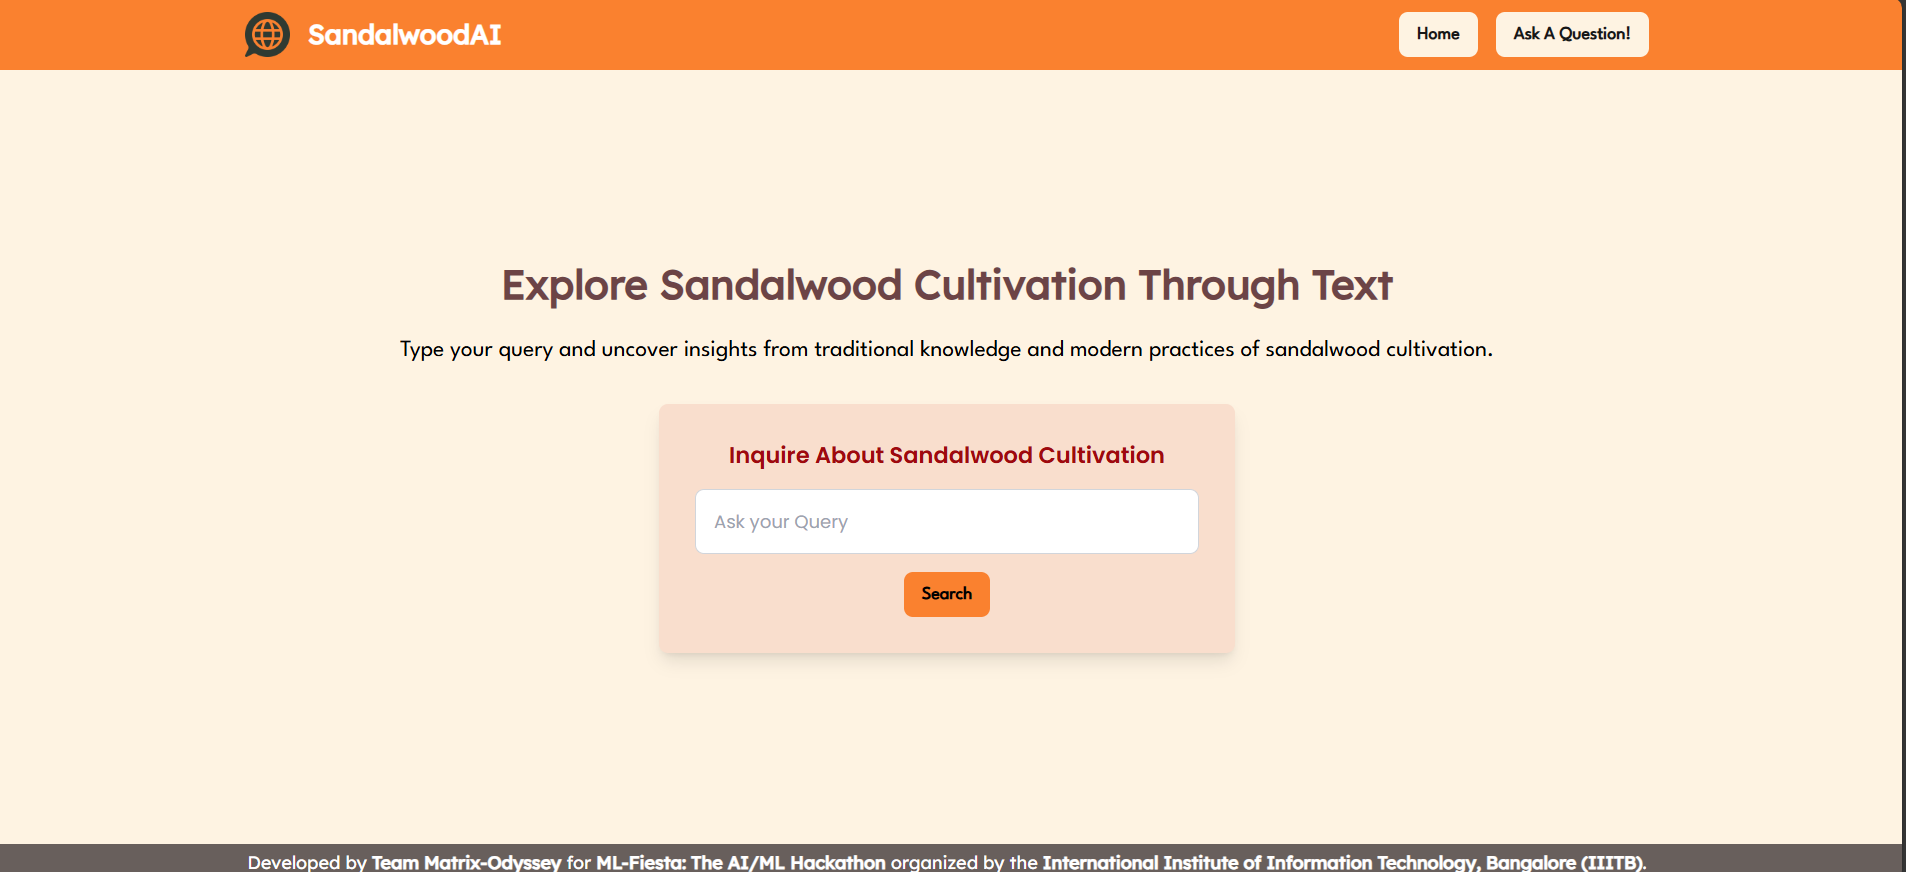 SandalwoodAI
Home
Ask A Question!
Explore Sandalwood Cultivation Through Text
Type your query and uncover insights from traditional knowledge and modern practices of sandalwood cultivation.
Inquire About Sandalwood Cultivation
Ask your Query
Search
Developed by Team Matrix-Odyssey for ML-Fiesta: The AI/ML Hackathon organized by the International Institute of Information Technology, Bangalore (IIITB).